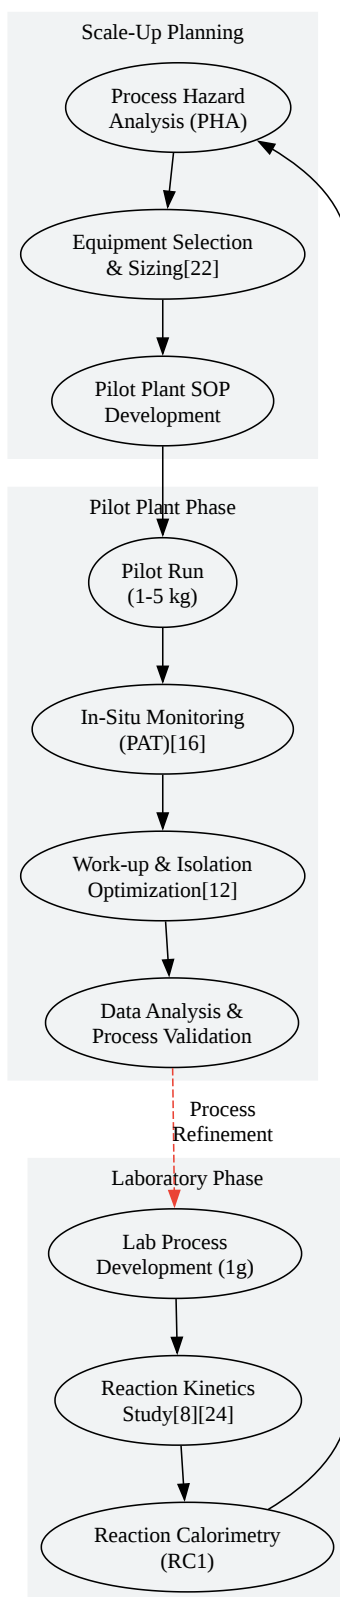 Scale-Up Planning
Process Hazard
Analysis (PHA)
Equipment Selection
& Sizing[22]
Pilot Plant SOP
Development
Pilot Plant Phase
Pilot Run
(1-5 kg)
In-Situ Monitoring
(PAT)[16]
Work-up & Isolation
Optimization[12]
Data Analysis &
Process Validation
Process
Refinement
Laboratory Phase
Lab Process
Development (1g)
Reaction Kinetics
Study[8][24]
Reaction Calorimetry
(RC1)